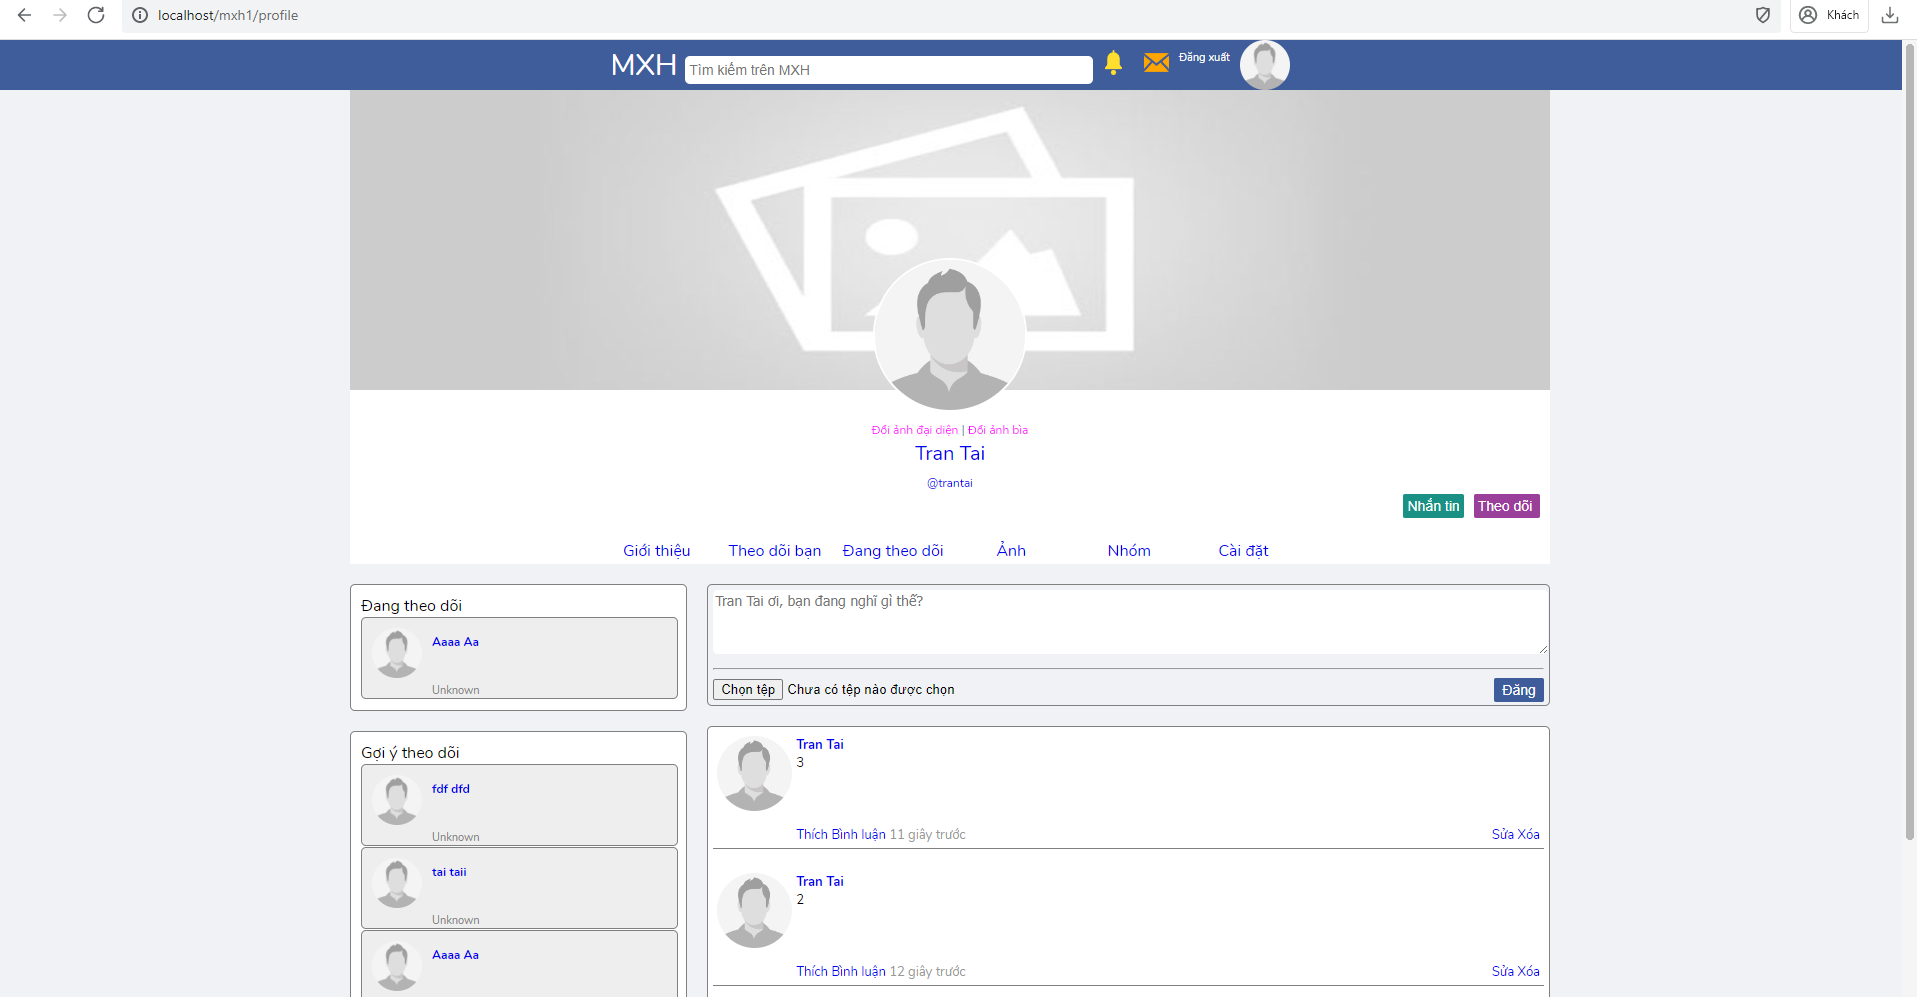 localhost/mxh1/profile
Khách
MXH
Tìm kiếm trên MXH
Đăng xuất
Đổi ảnh đại diện | Đổi ảnh bìa
Tran Tai
@trantai
Nhắn tin
Theo dõi
Giới thiệu
Theo dõi bạn
Đang theo dõi
Ảnh
Nhóm
Cài đặt
Đang theo dõi
Aaaa Aa
Unknown
Gợi ý theo dõi
fdf dfd
Unknown
tai taii
Unknown
Aaaa Aa
Tran Tai ơi, bạn đang nghĩ gì thế?
Chọn tệp Chưa có tệp nào được chọn
Đăng
Tran Tai
3
Thích Bình luận 11 giây trước
Sửa Xóa
Tran Tai
2
Thích Bình luận 12 giây trước
Sửa Xóa